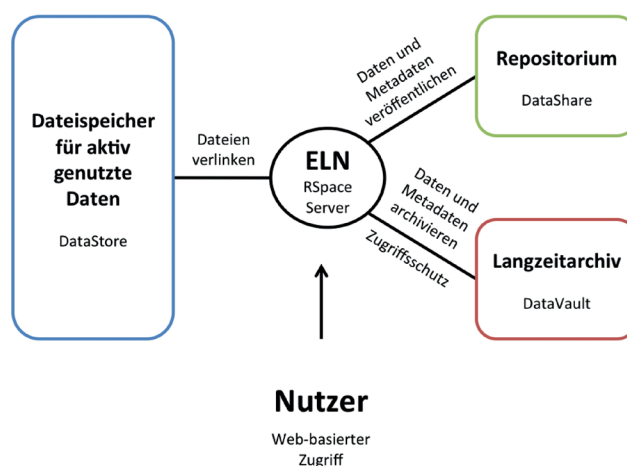 Dateispeicher
für aktiv
genutzte
Daten
DataStore
Dateien
verlinken
ELN
RSpace
Server
Daten und
Metadaten
veröffentlichen
Repositorium
DataShare
Daten und
Metadaten
archivieren
Zugriffsschutz
Langzeitarchiv
DataVault
Nutzer
Web-basierter
Zugriff